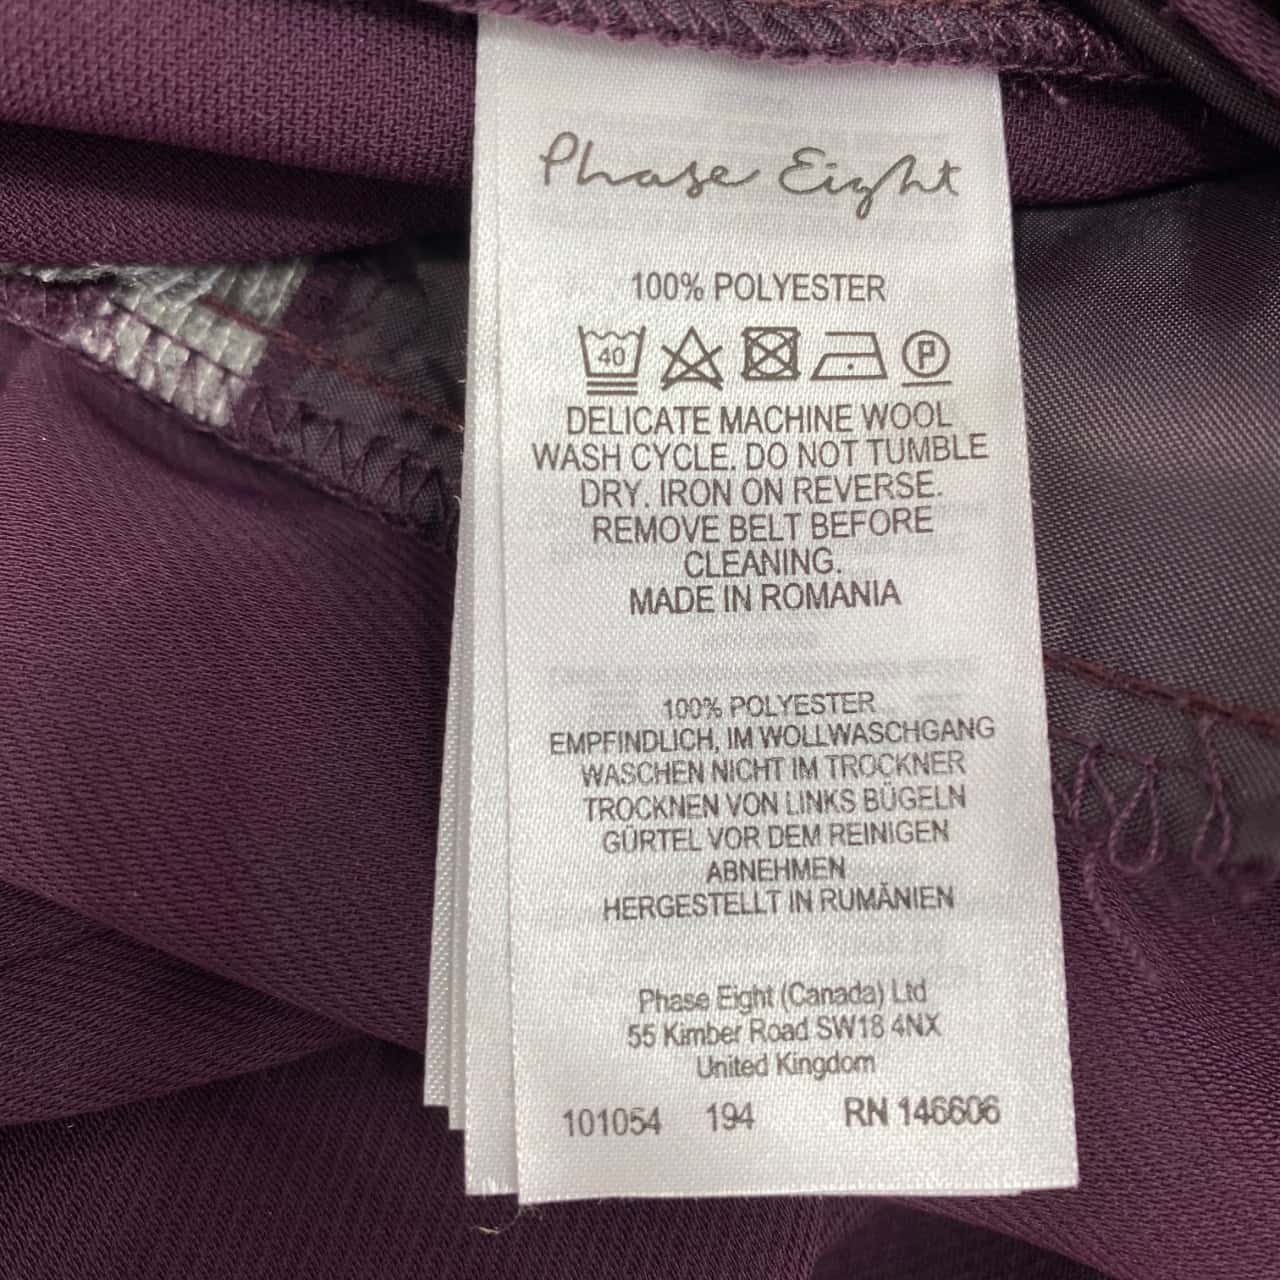 Phase Eight
100% POLYESTER
40 P
DELICATE MACHINE WOOL
WASH CYCLE. DO NOT TUMBLE
DRY. IRON ON REVERSE.
REMOVE BELT BEFORE
CLEANING.
MADE IN ROMANIA
100% POLYESTER
EMPFINDLICH, IM WOLLWASCHGANG
WASCHEN NICHT IM TROCKNER
TROCKNEN VON LINKS BÜGELN
GÜRTEL VOR DEM REINIGEN
ABNEHMEN
HERGESTELLT IN RUMÄNIEN
Phase Eight (Canada) Ltd
55 Kimber Road SW18 4NX
United Kingdom
101054 194 RN 146606